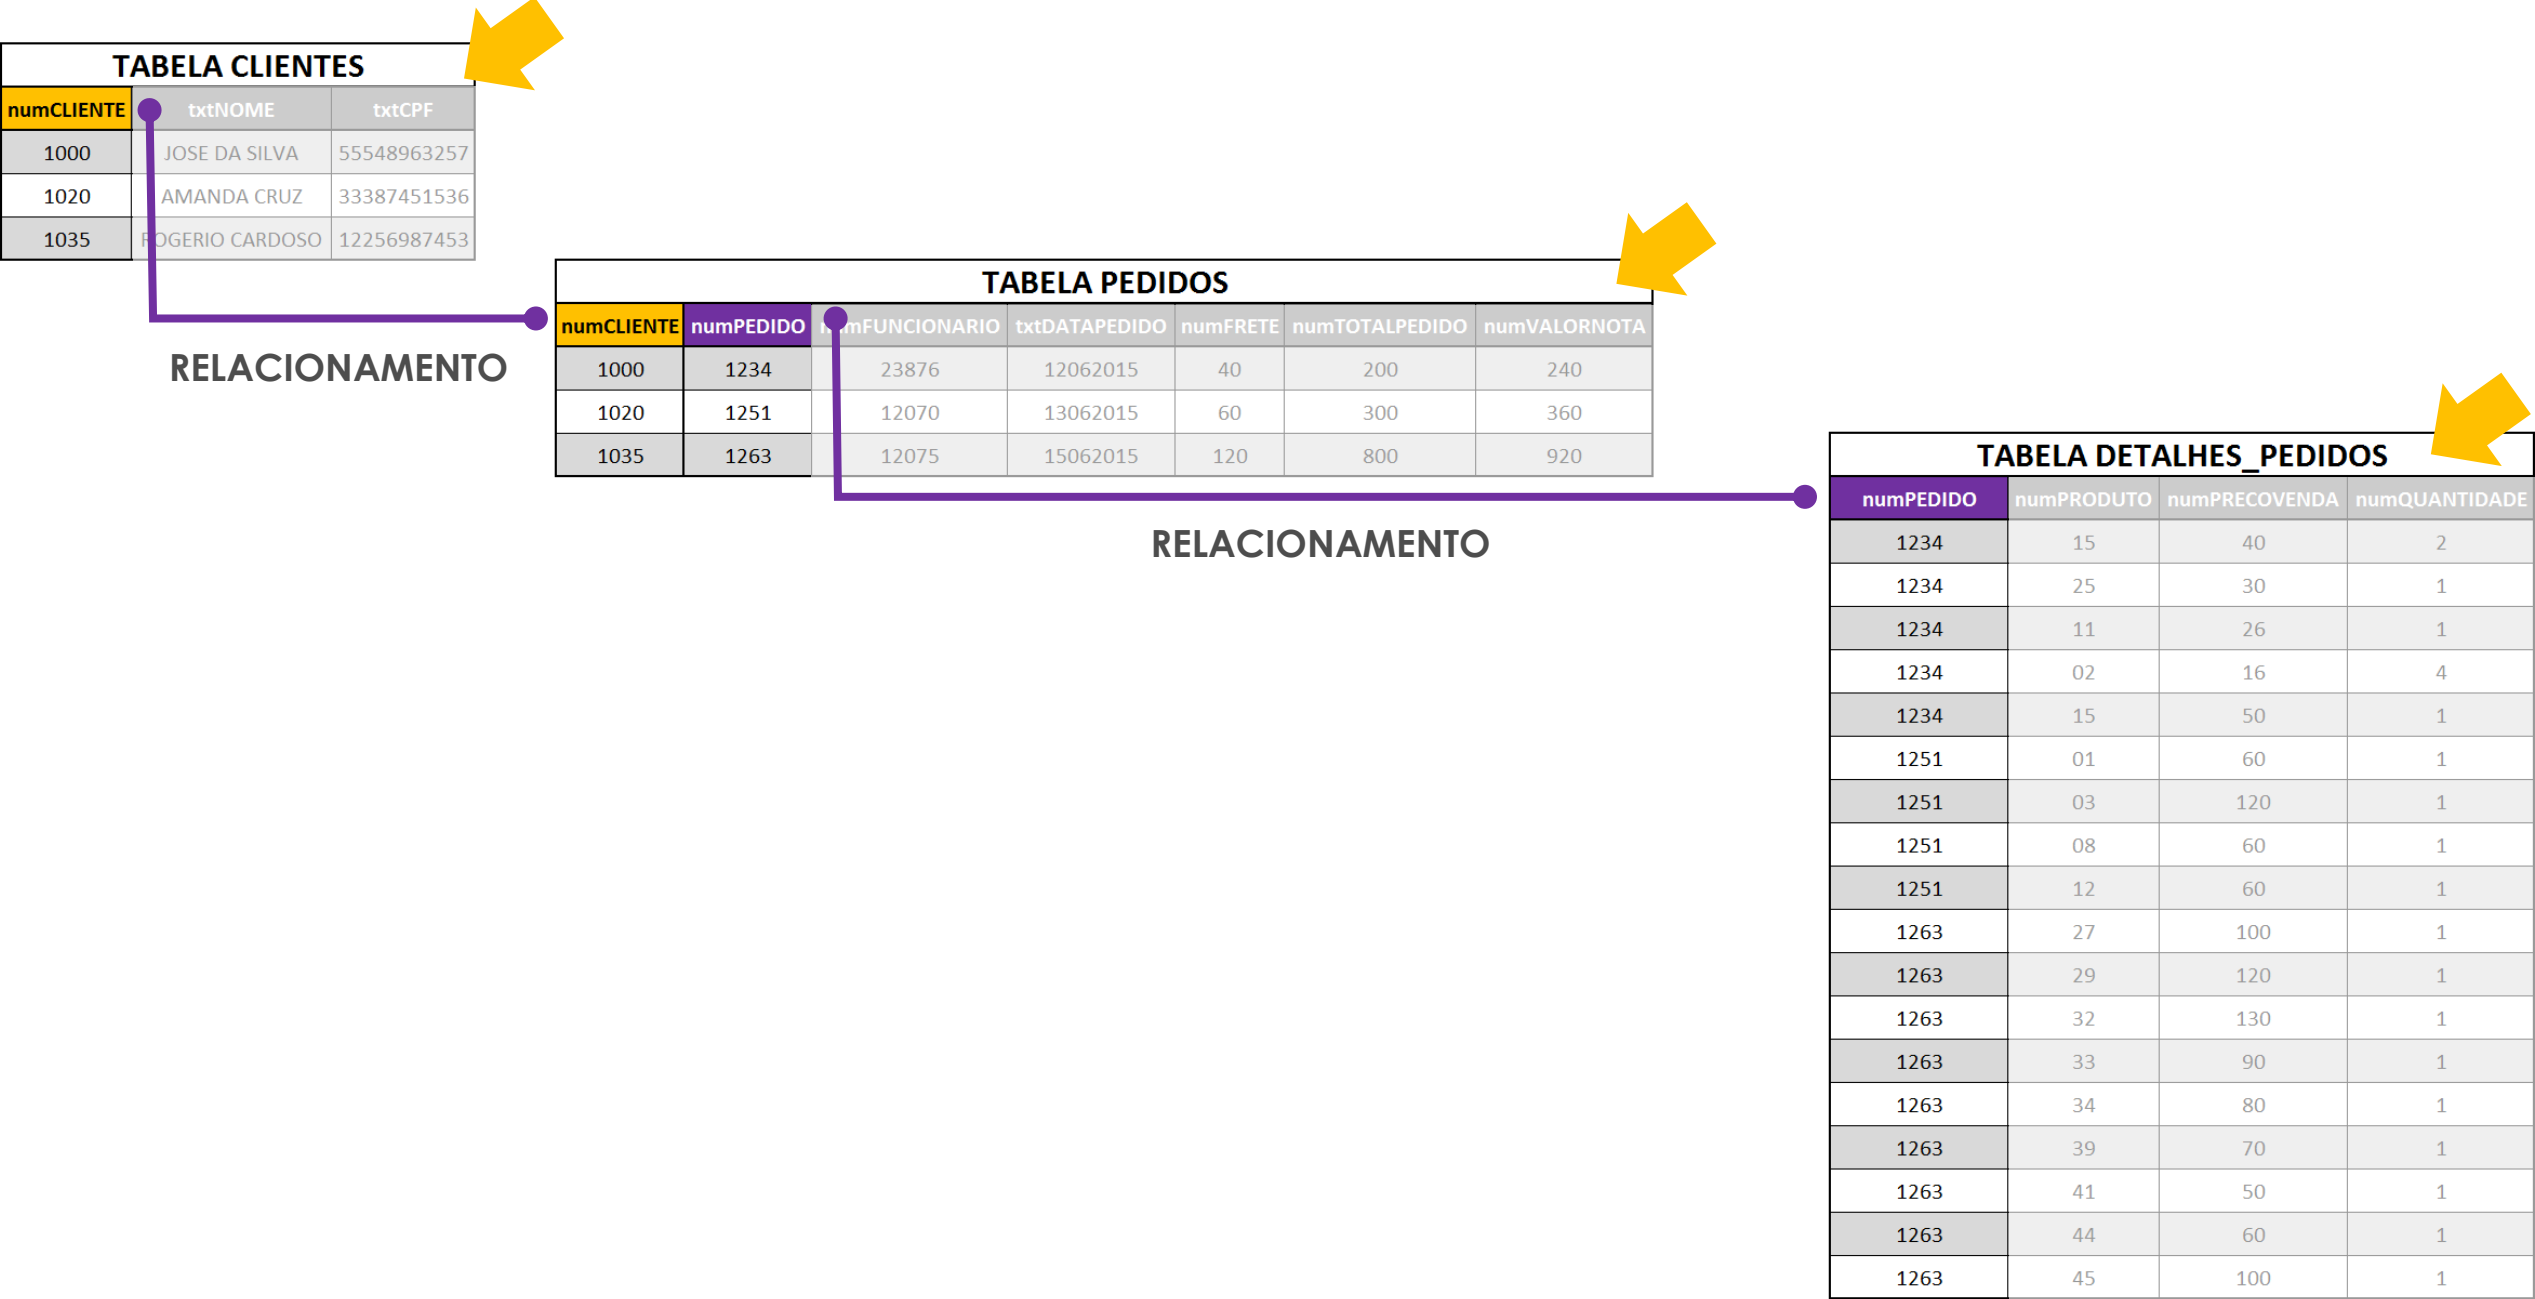 TABELA CLIENTES
numCLIENTE txtNOME txtCPF
1000 JOSE DA SILVA 55548963257
1020 AMANDA CRUZ 33387451536
1035 ROGERIO CARDOSO 12256987453
RELACIONAMENTO
TABELA PEDIDOS
numCLIENTE numPEDIDO numFUNCIONARIO txtDATAPEDIDO numFRETE numTOTALPEDIDO numVALORNOTA
1000 1234 23876 12062015 40 200 240
1020 1251 12070 13062015 60 300 360
1035 1263 12075 15062015 120 800 920
RELACIONAMENTO
TABELA DETALHES_PEDIDOS
numPEDIDO numPRODUTO numPRECOVENDA numQUANTIDADE
1234 15 40 2
1234 25 30 1
1234 11 26 1
1234 02 16 4
1234 15 50 1
1251 01 60 1
1251 03 120 1
1251 08 60 1
1251 12 60 1
1263 27 100 1
1263 29 120 1
1263 32 130 1
1263 33 90 1
1263 34 80 1
1263 39 70 1
1263 41 50 1
1263 44 60 1
1263 45 100 1